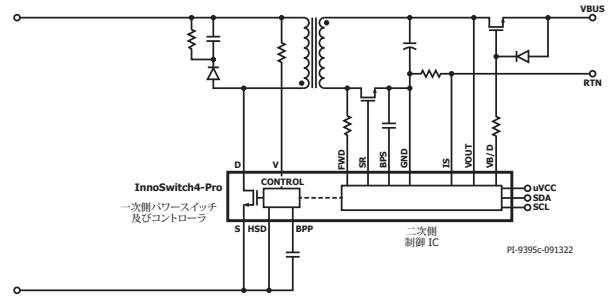 VBUS
RTN
FWD
SR
BPS
GND
IS
VOUT
VB/D
D
V
InnoSwitch4-Pro
CONTROL
一次側パワースイッチ
及びコントローラ
uVCC
SDA
SCL
S
HSD
BPP
二次側
制御 IC
PI-9395c-091322